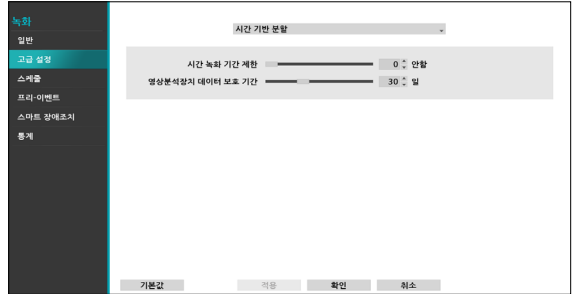 녹화
시간 기반 분할
일반
고급 설정
시간 녹화 기간 제한 0 안함
스케줄
영상분석장치 데이터 보호 기간 30 일
프리-이벤트
스마트 장애조치
통계
기본값 적용 확인 취소